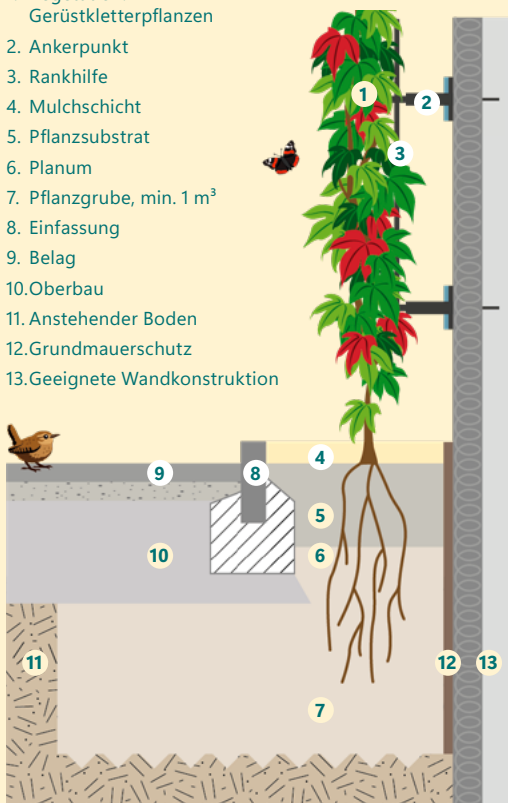 Gerüstkletterpflanzen
2. Ankerpunkt
3. Rankhilfe
4. Mulchschicht
5. Pflanzsubstrat
6. Planum
7. Pflanzgrube, min. 1 m³
8. Einfassung
9. Belag
10.Oberbau
11. Anstehender Boden
12.Grundmauerschutz
13.Geeignete Wandkonstruktion
1
2
3
4
9
8
5
10
6
11
12
13
7